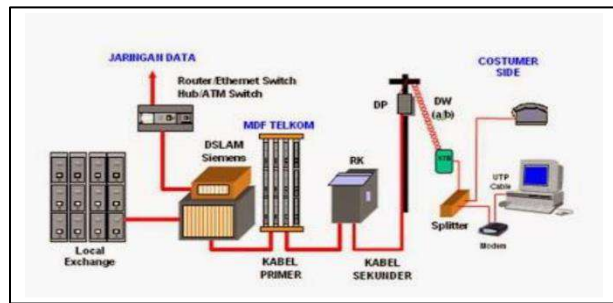 JARINGAN DATA
Router/Ethernet Switch
Hub/ATM Switch
DSLAM
Siemens
MDF TELKOM
RK
DP
DW
(a/b)
COSTUMER
SIDE
KTB
UTP
Cable
Splitter
Modem
Local
Exchange
KABEL
PRIMER
KABEL
SEKUNDER